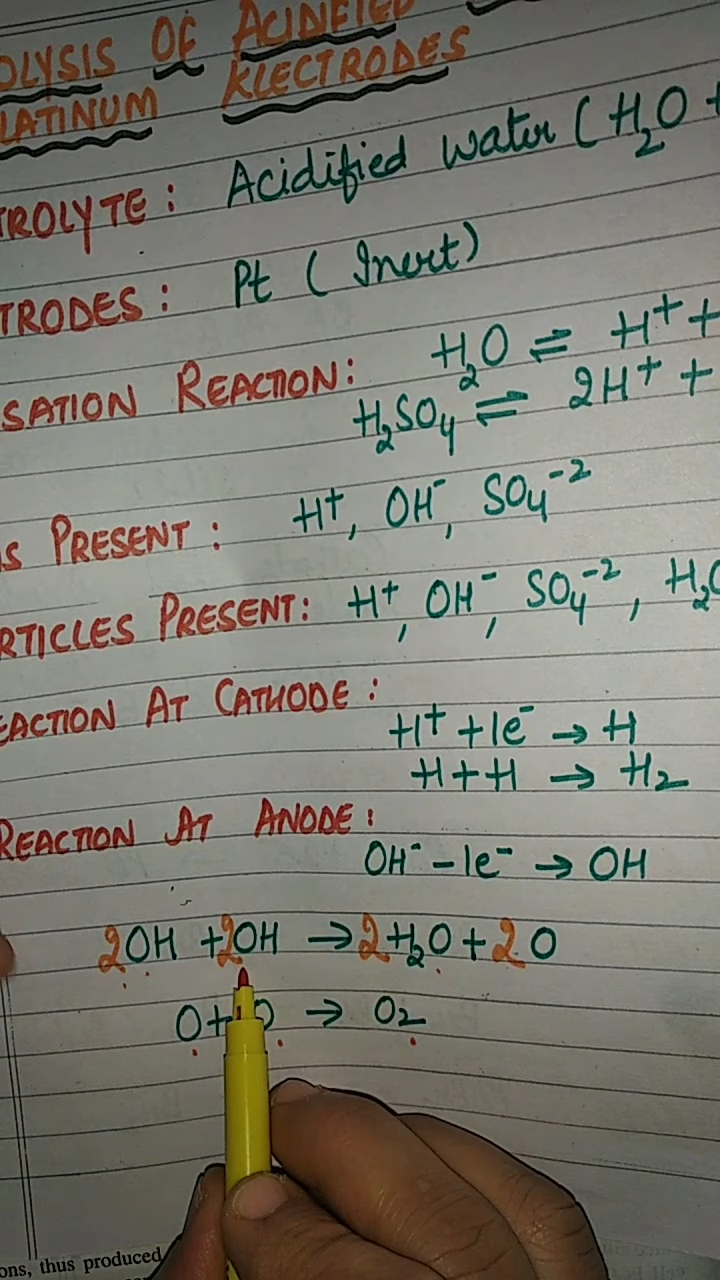 OLYSIS OF ACIDIFIED
LATINUM ELECTRODES
TROLYTE: Acidified water (H₂O +
TRODES: Pt (Inert)
SATION REACTION: H₂O ⇌ H⁺ +
H₂SO₄ ⇌ 2H⁺ +
S PRESENT: H⁺, OH⁻, SO₄⁻²
RTICLES PRESENT: H⁺, OH⁻, SO₄⁻², H₂O
EACTION AT CATHODE:
H⁺ + 1e⁻ → H
H + H → H₂
REACTION AT ANODE:
OH⁻ - 1e⁻ → OH
2OH + 2OH → 2H₂O + 2O
O + O → O₂
ons, thus produced